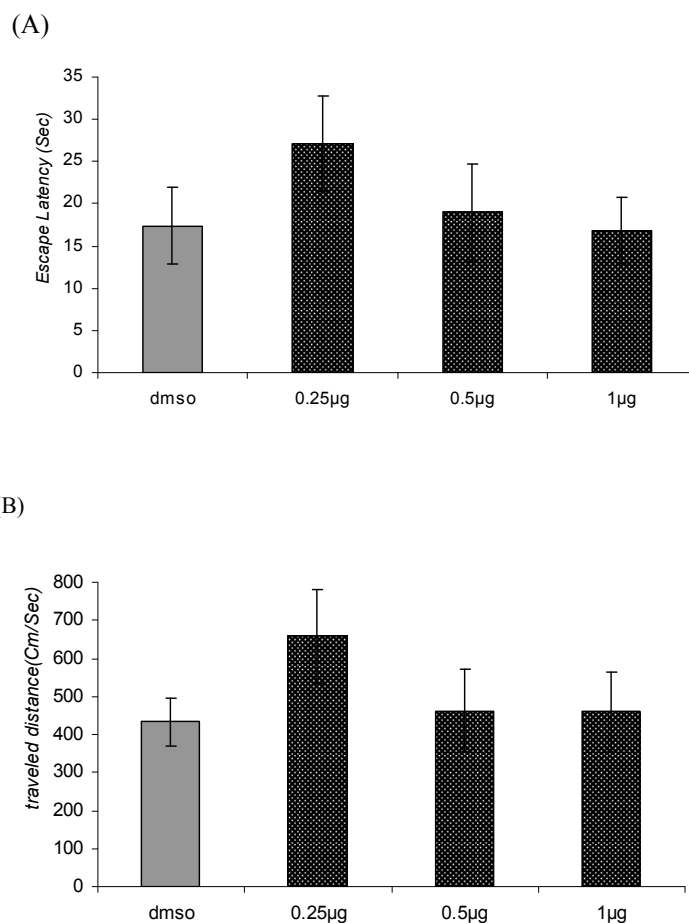 (A)
Escape Latency (Sec)
35
30
25
20
15
10
5
0
dmso 0.25µg 0.5µg 1µg
(B)
traveled distance(Cm/Sec)
800
700
600
500
400
300
200
100
0
dmso 0.25µg 0.5µg 1µg